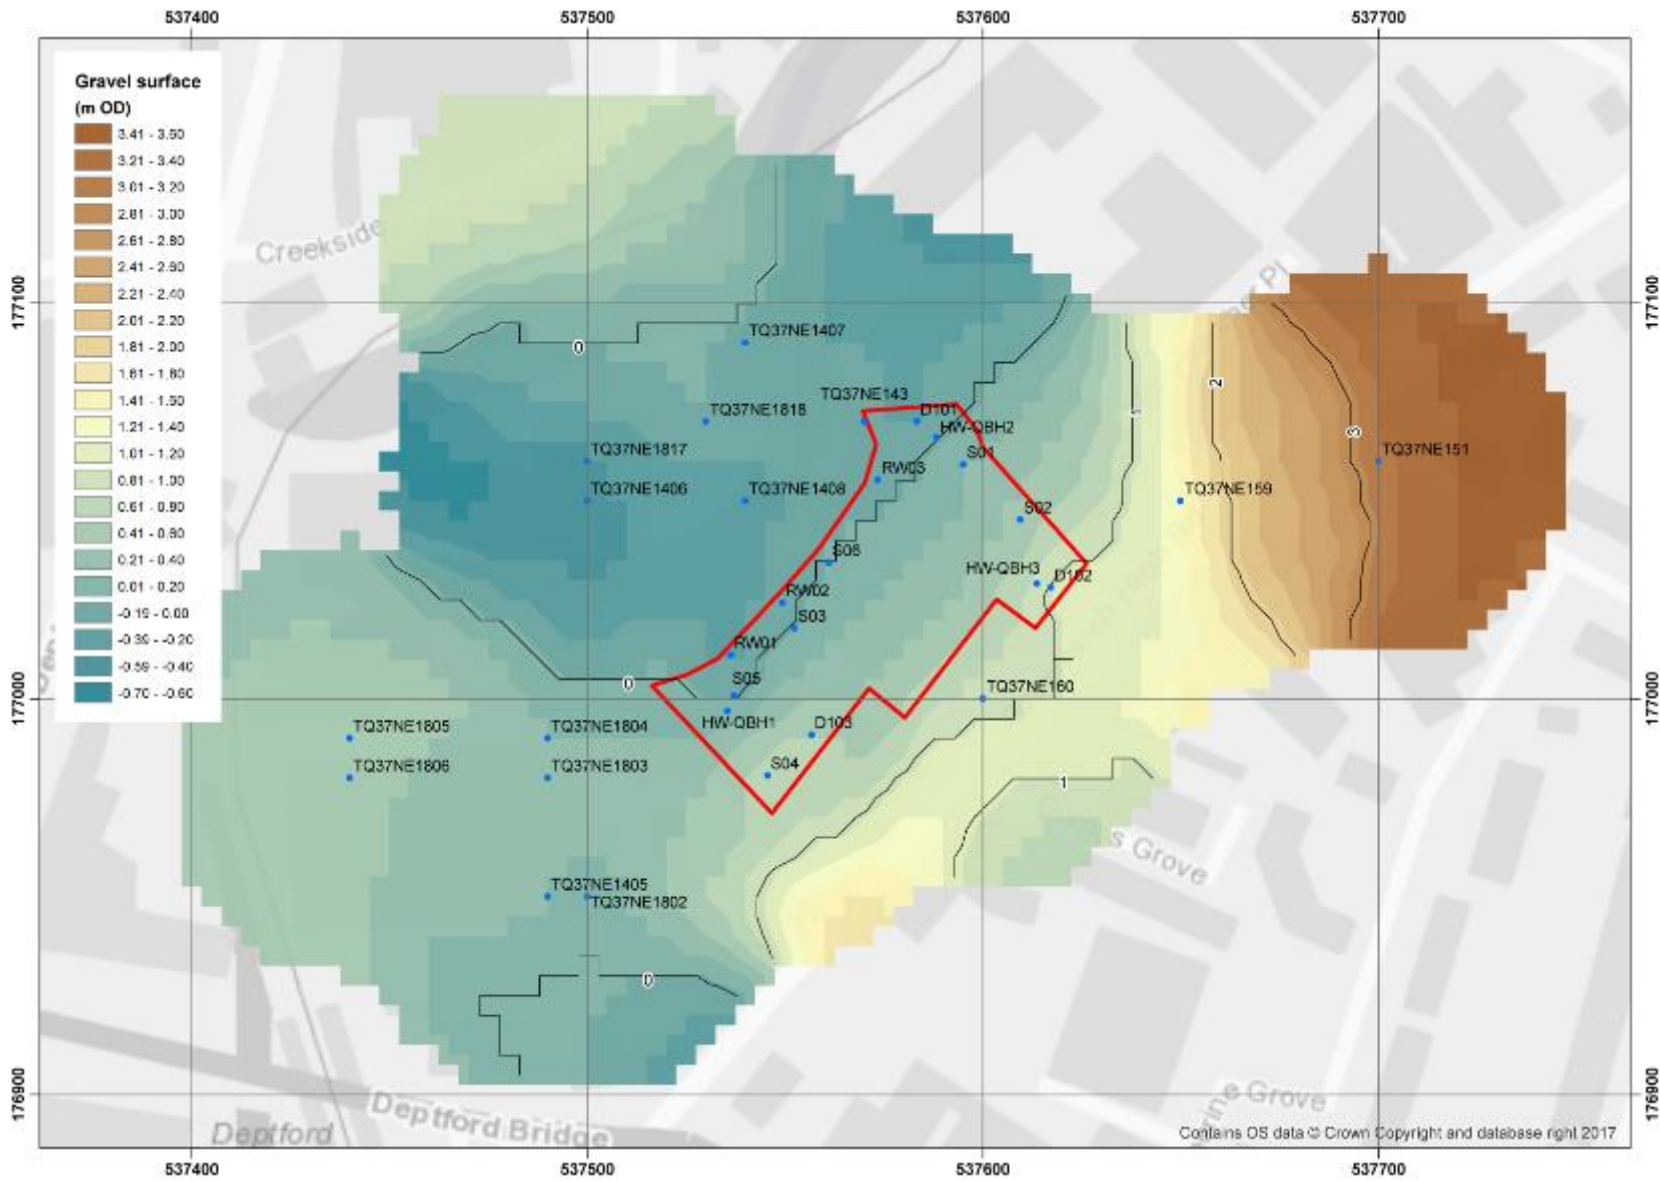 537400 537500 537600 537700
Gravel surface
(m OD)
3.41 - 3.50
3.21 - 3.40
3.01 - 3.20
2.81 - 3.00
2.61 - 2.80
2.41 - 2.60
2.21 - 2.40
2.01 - 2.20
1.81 - 2.00
1.61 - 1.80
1.41 - 1.50
1.21 - 1.40
1.01 - 1.20
0.81 - 1.00
0.61 - 0.80
0.41 - 0.60
0.21 - 0.40
0.01 - 0.20
-0.19 - 0.00
-0.39 - -0.20
-0.59 - -0.40
-0.70 - -0.60
Creekside
177100 177100
TQ37NE1407
0
TQ37NE143
2
1
TQ37NE1818
D101
HW-QBH2
3
TQ37NE1817
S01
TQ37NE151
RW03
TQ37NE1406
TQ37NE1408
TQ37NE159
S02
S06
HW-QBH3
D102
RW02
S03
RW01
S05
0
TQ37NE160
177000 177000
HW-QBH1
D103
TQ37NE1805
TQ37NE1804
TQ37NE1806
TQ37NE1803
S04
1
s Grove
TQ37NE1405
TQ37NE1802
0
176900 176900
Deptford Bridge
Deptford
ine Grove
Contains OS data © Crown Copyright and database right 2017
537400 537500 537600 537700